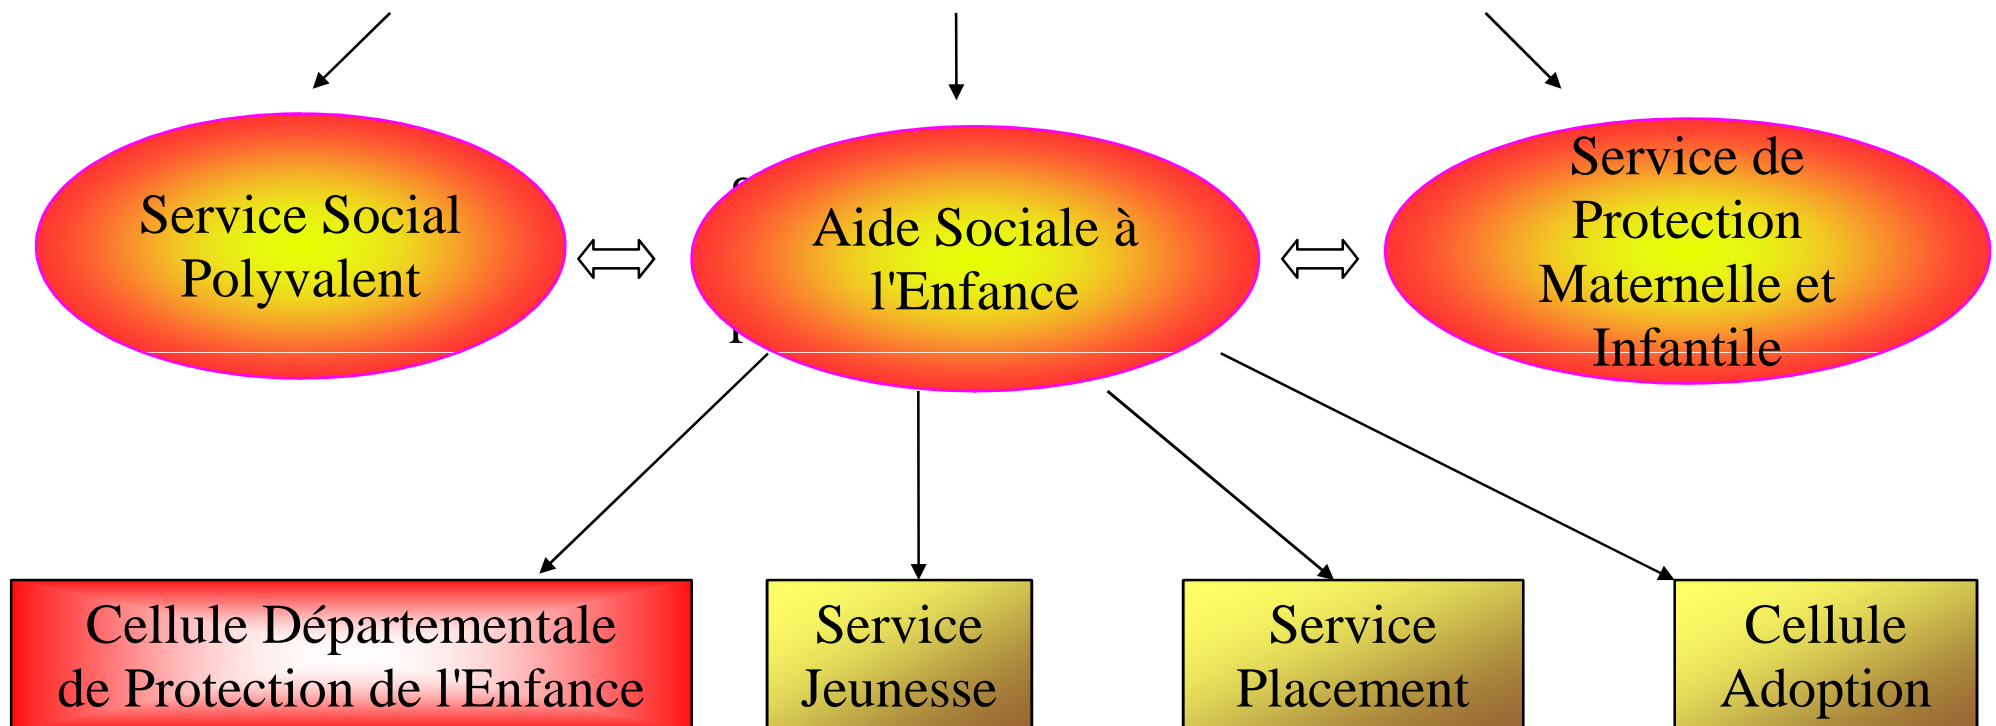 Service Social
Polyvalent
Aide Sociale à
l'Enfance
Service de
Protection
Maternelle et
Infantile
Cellule Départementale
de Protection de l'Enfance
Service
Jeunesse
Service
Placement
Cellule
Adoption